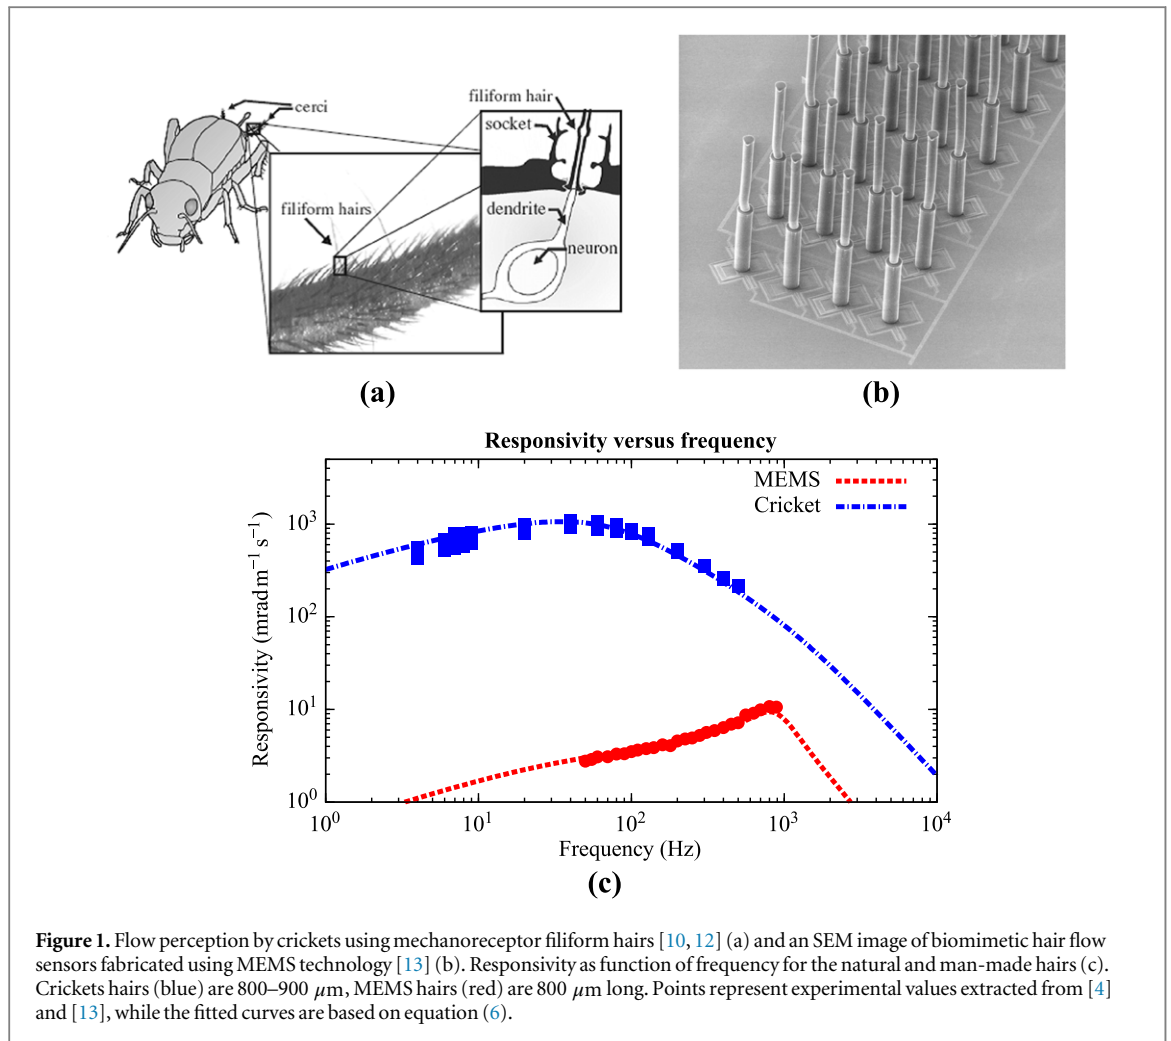 cerci
filiform hairs
filiform hair
socket
dendrite
neuron
(a)
(b)
Responsivity versus frequency
MEMS
Cricket
Responsivity (mradm⁻¹ s⁻¹)
10³
10²
10¹
10⁰
10⁰ 10¹ 10² 10³ 10⁴
Frequency (Hz)
(c)
Figure 1. Flow perception by crickets using mechanoreceptor filiform hairs [10, 12] (a) and an SEM image of biomimetic hair flow
sensors fabricated using MEMS technology [13] (b). Responsivity as function of frequency for the natural and man-made hairs (c).
Crickets hairs (blue) are 800–900 μm, MEMS hairs (red) are 800 μm long. Points represent experimental values extracted from [4]
and [13], while the fitted curves are based on equation (6).